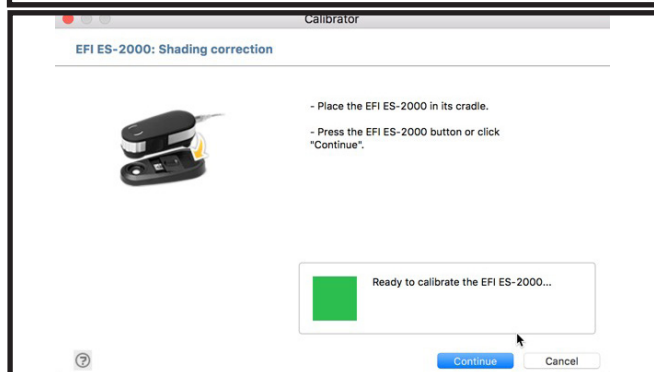 Calibrator
EFI ES-2000: Shading correction
- Place the EFI ES-2000 in its cradle.
- Press the EFI ES-2000 button or click
"Continue".
Ready to calibrate the EFI ES-2000...
?
Continue
Cancel